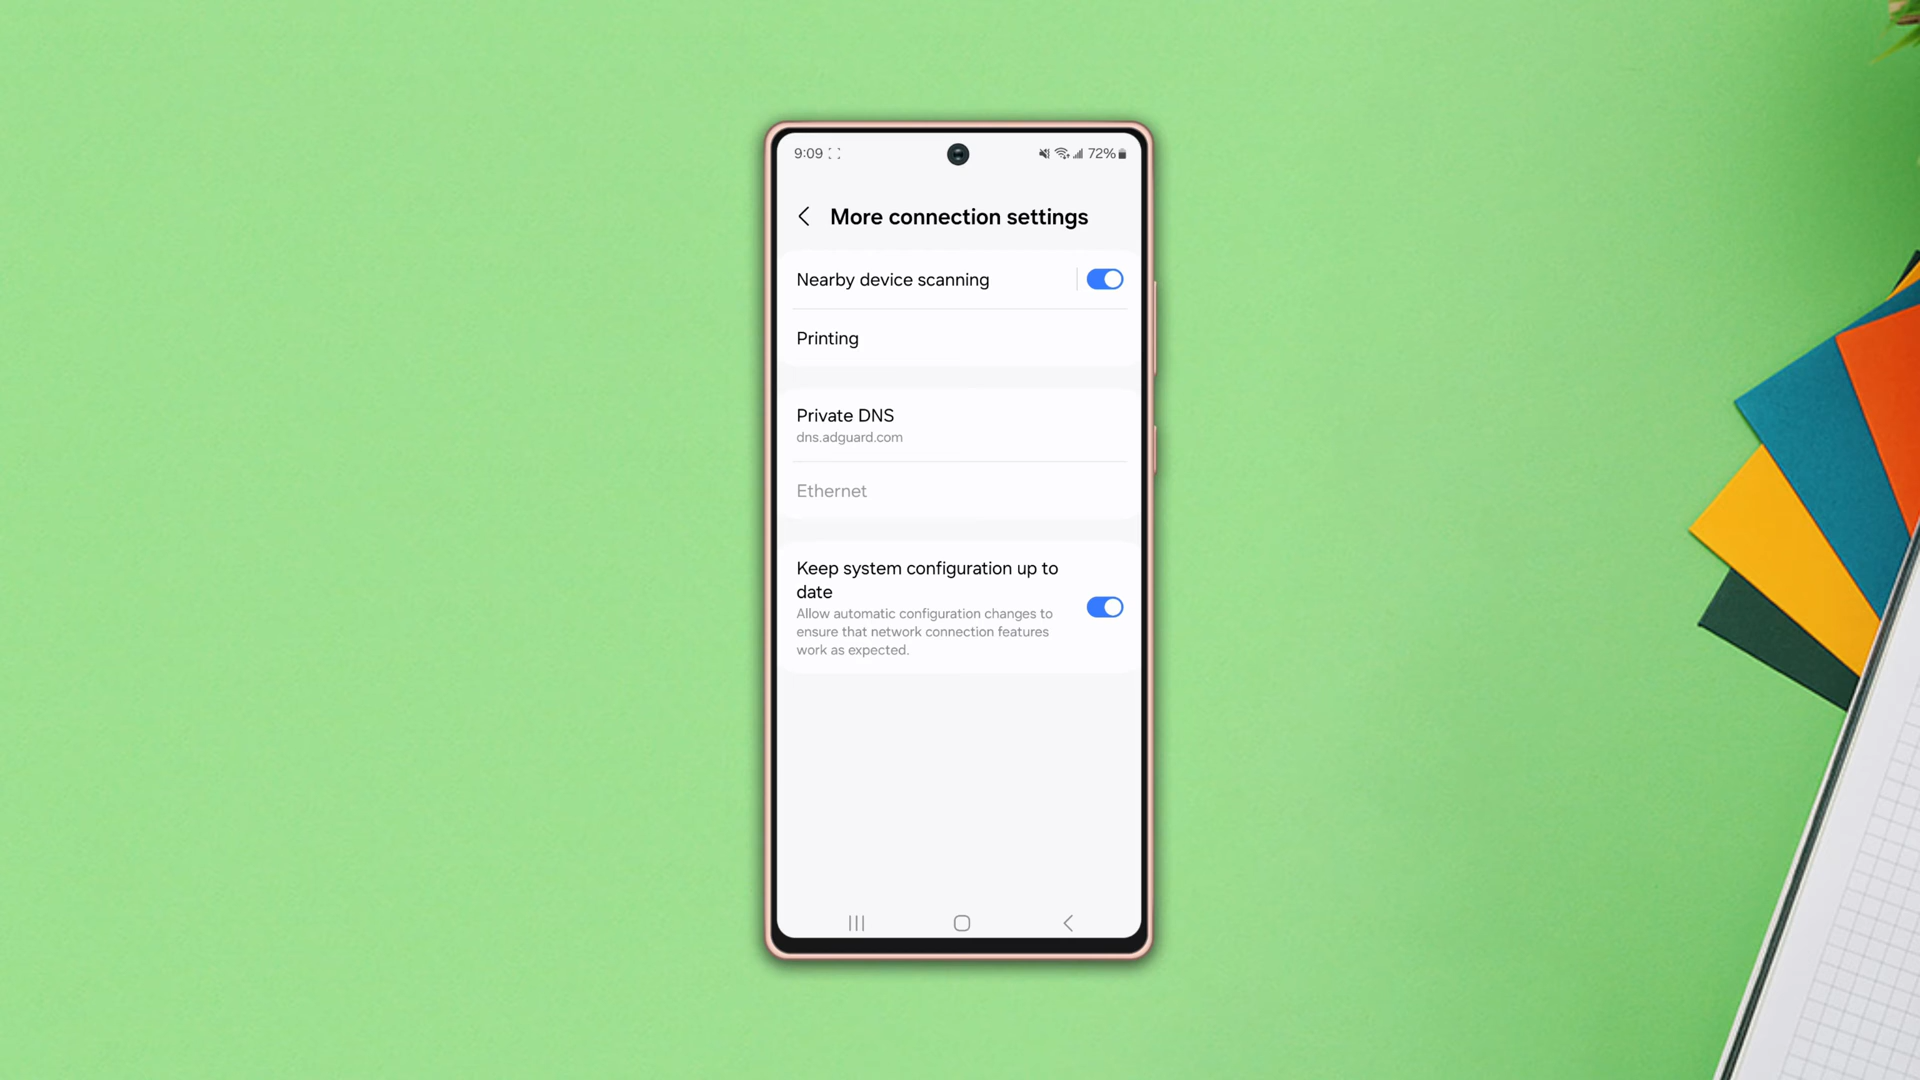 9:09
72%
More connection settings
Nearby device scanning
Printing
Private DNS
dns.adguard.com
Ethernet
Keep system configuration up to
date
Allow automatic configuration changes to
ensure that network connection features
work as expected.